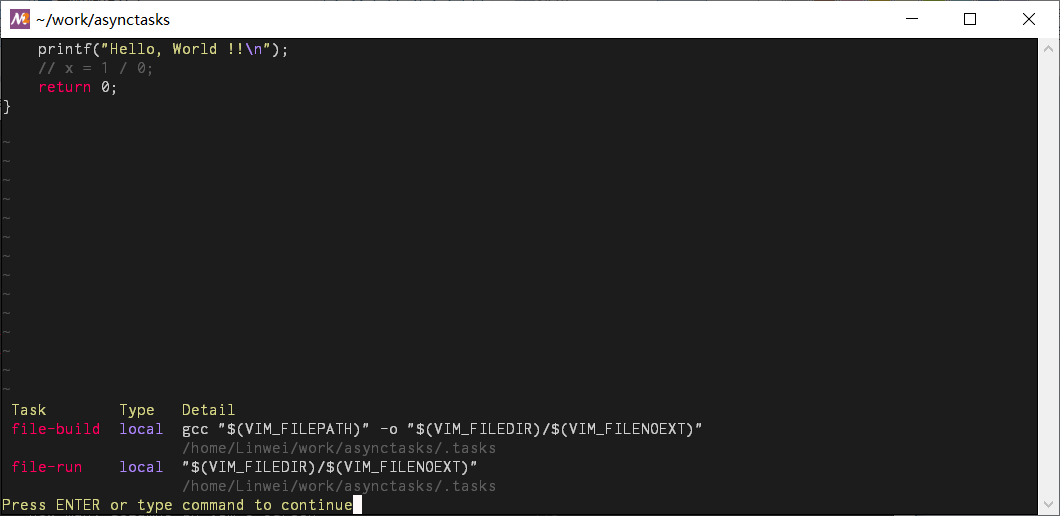 ~/work/asynctasks
    printf("Hello, World !!\n");
    // x = 1 / 0;
    return 0;
}
~
~
~
~
~
~
~
~
~
~
~
~
~
~
Task        Type   Detail
file-build  local  gcc "$(VIM_FILEPATH)" -o "$(VIM_FILEDIR)/$(VIM_FILENOEXT)"
                   /home/Linwei/work/asynctasks/.tasks
file-run    local  "$(VIM_FILEDIR)/$(VIM_FILENOEXT)"
                   /home/Linwei/work/asynctasks/.tasks
Press ENTER or type command to continue